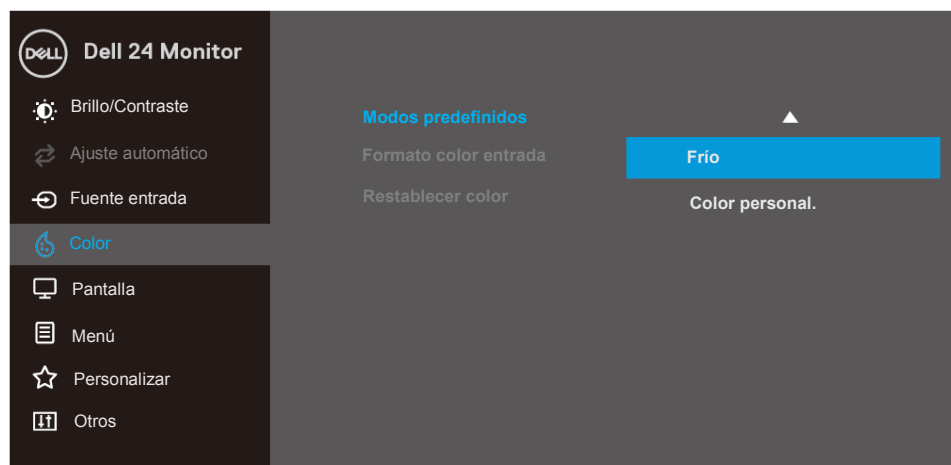 DELL
Dell 24 Monitor
Brillo/Contraste
Ajuste automático
Fuente entrada
Color
Pantalla
Menú
Personalizar
Otros
Modos predefinidos
Formato color entrada
Restablecer color
Frío
Color personal.